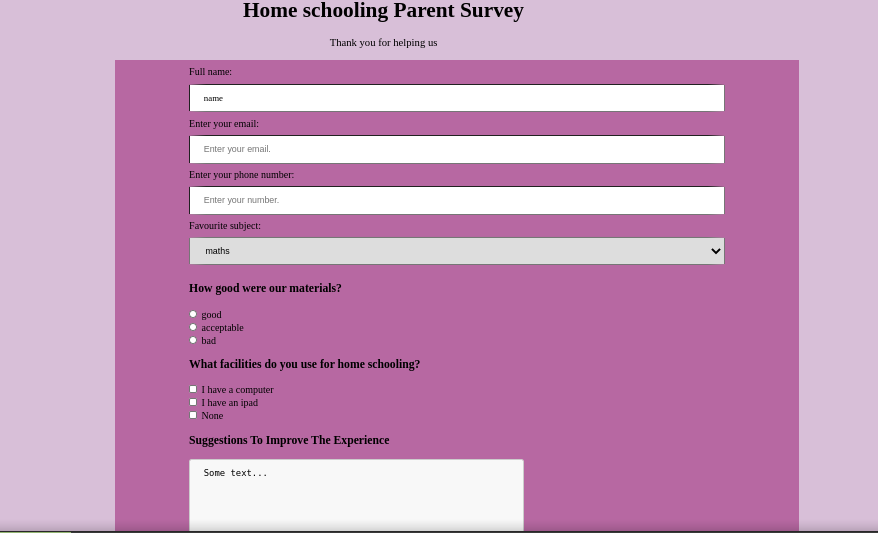 Home schooling Parent Survey
Thank you for helping us
Full name:
name
Enter your email:
Enter your email.
Enter your phone number:
Enter your number.
Favourite subject:
maths
How good were our materials?
good
acceptable
bad
What facilities do you use for home schooling?
I have a computer
I have an ipad
None
Suggestions To Improve The Experience
Some text...